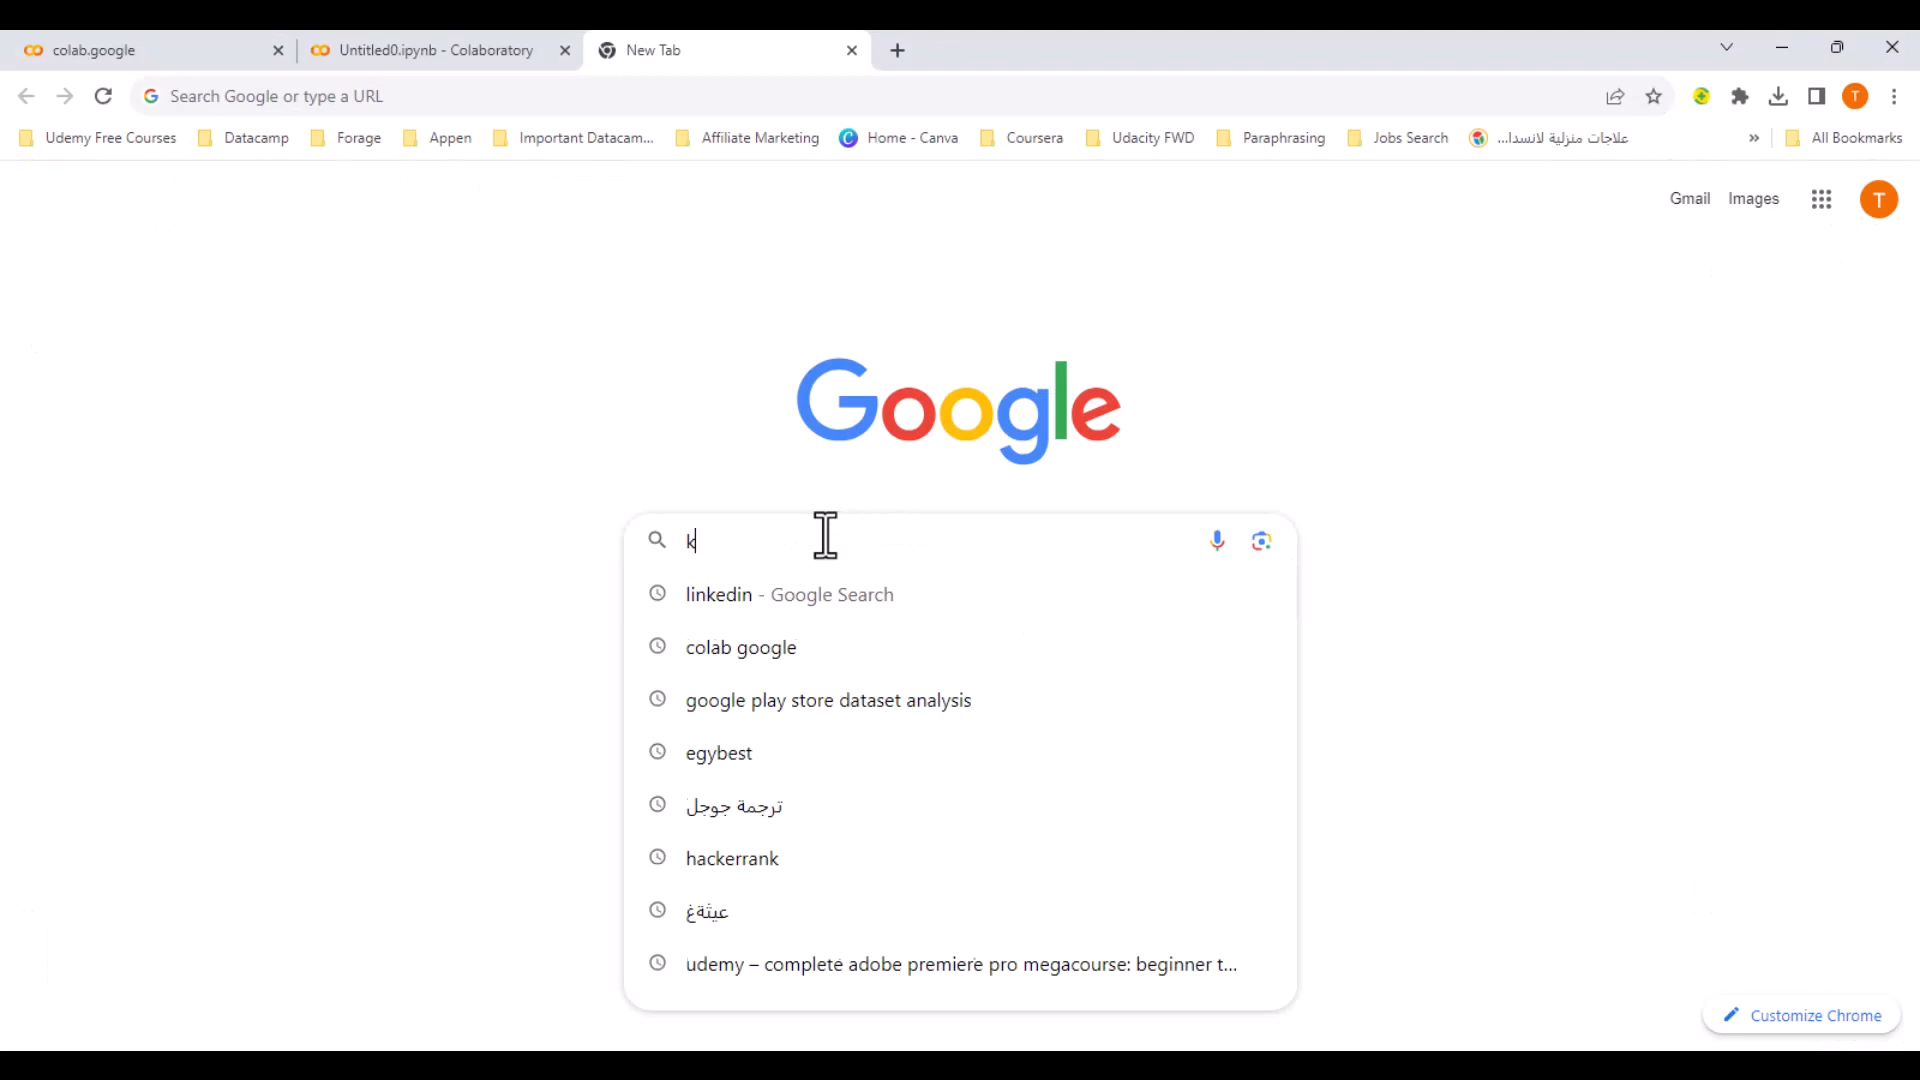 colab.google
Untitled0.ipynb - Colaboratory
New Tab
Search Google or type a URL
T
Udemy Free Courses
Datacamp
Forage
Appen
Important Datacam...
Affiliate Marketing
Home - Canva
Coursera
Udacity FWD
Paraphrasing
Jobs Search
علاجات منزلية لانسدا...
»
All Bookmarks
Gmail
Images
T
Google
k
linkedin - Google Search
colab google
google play store dataset analysis
egybest
ترجمة جوجل
hackerrank
عيثةغ
udemy – complete adobe premiere pro megacourse: beginner t...
Customize Chrome